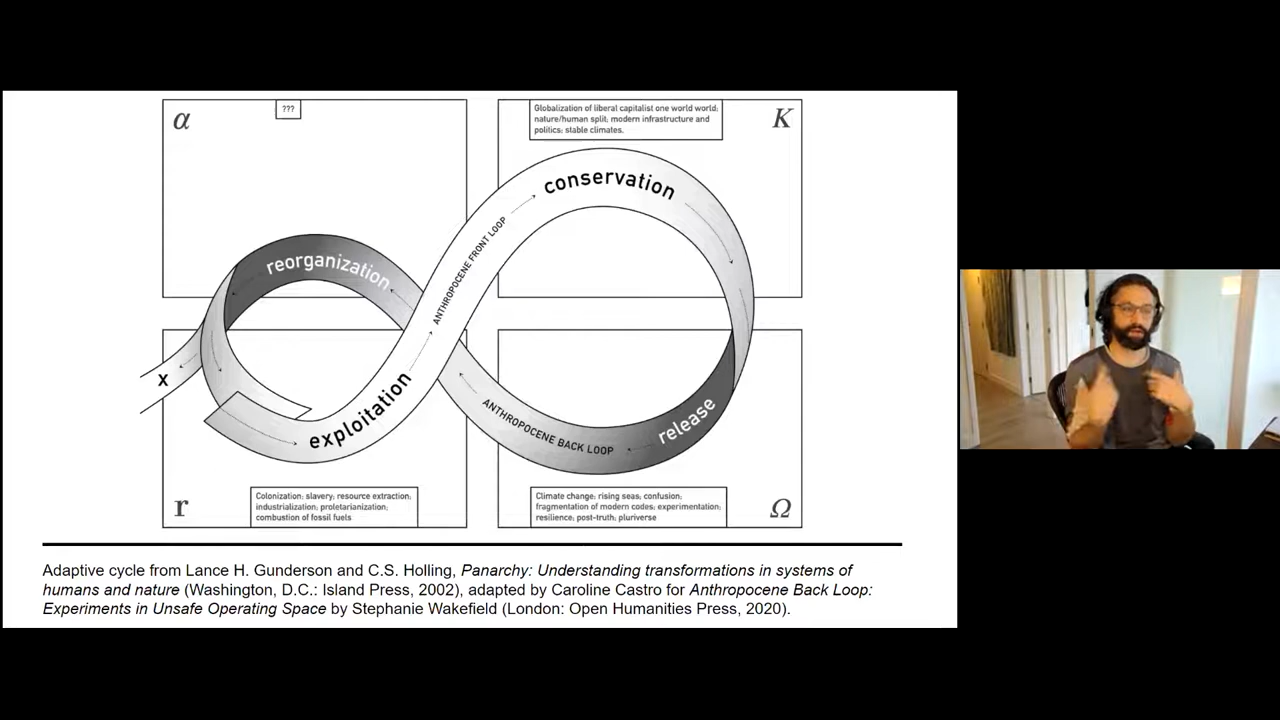 α
???
Globalization of liberal capitalist one world world;
nature/human split; modern infrastructure and
politics; stable climates.
K
conservation
reorganization
ANTHROPOCENE FRONT LOOP
x
exploitation
ANTHROPOCENE BACK LOOP
release
r
Colonization; slavery; resource extraction;
industrialization; proletarianization;
combustion of fossil fuels
Climate change; rising seas; confusion;
fragmentation of modern codes; experimentation;
resilience; post-truth; pluriverse
Ω
Adaptive cycle from Lance H. Gunderson and C.S. Holling, Panarchy: Understanding transformations in systems of
humans and nature (Washington, D.C.: Island Press, 2002), adapted by Caroline Castro for Anthropocene Back Loop:
Experiments in Unsafe Operating Space by Stephanie Wakefield (London: Open Humanities Press, 2020).